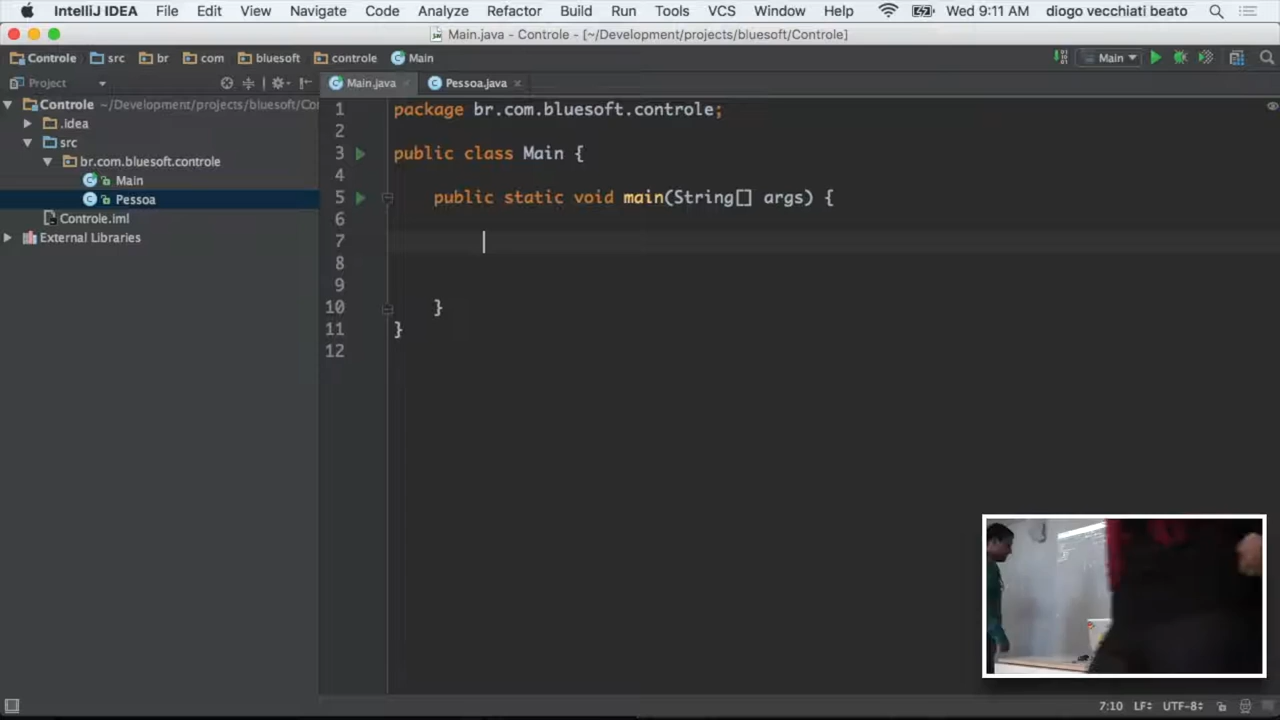 IntelliJ IDEA File Edit View Navigate Code Analyze Refactor Build Run Tools VCS Window Help Wed 9:11 AM diogo vecchiati beato
Main.java - Controle - [~/Development/projects/bluesoft/Controle]
Controle src br com bluesoft controle Main Main
Project Main.java Pessoa.java
Controle ~/Development/projects/bluesoft/Co
.idea
src
br.com.bluesoft.controle
Main
Pessoa
Controle.iml
External Libraries
1 package br.com.bluesoft.controle;
2
3 public class Main {
4
5 public static void main(String[] args) {
6
7
8
9
10 }
11 }
12
7:10 LF UTF-8